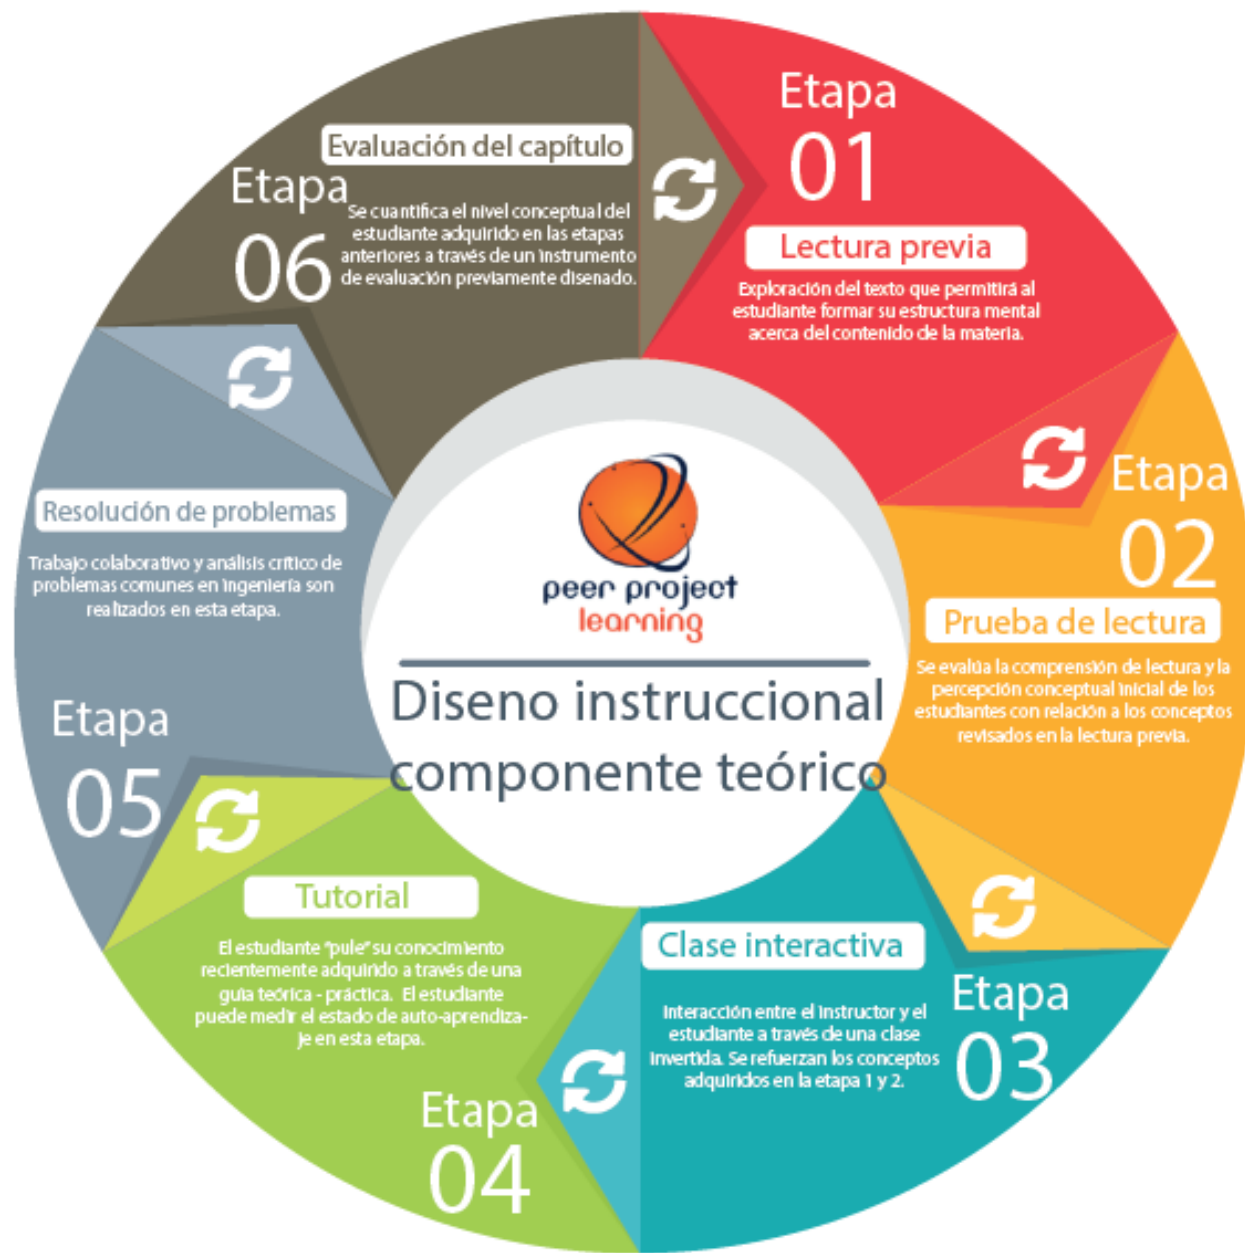 Etapa
01
Lectura previa
Exploración del texto que permitirá al
estudiante formar su estructura mental
acerca del contenido de la materia.
Etapa
02
Prueba de lectura
Se evalúa la comprensión de lectura y la
percepción conceptual inicial de los
estudiantes con relación a los conceptos
revisados en la lectura previa.
Etapa
03
Clase interactiva
Interacción entre el instructor y el
estudiante a través de una clase
invertida. Se refuerzan los conceptos
adquiridos en la etapa 1 y 2.
Etapa
04
Tutorial
El estudiante "pule" su conocimiento
recientemente adquirido a través de una
guía teórica - práctica. El estudiante
puede medir el estado de auto-aprendiza-
je en esta etapa.
Etapa
05
Resolución de problemas
Trabajo colaborativo y análisis crítico de
problemas comunes en ingeniería son
realizados en esta etapa.
Etapa
06
Evaluación del capítulo
Se cuantifica el nivel conceptual del
estudiante adquirido en las etapas
anteriores a través de un instrumento
de evaluación previamente disenado.
peer project
learning
Diseno instruccional
componente teórico